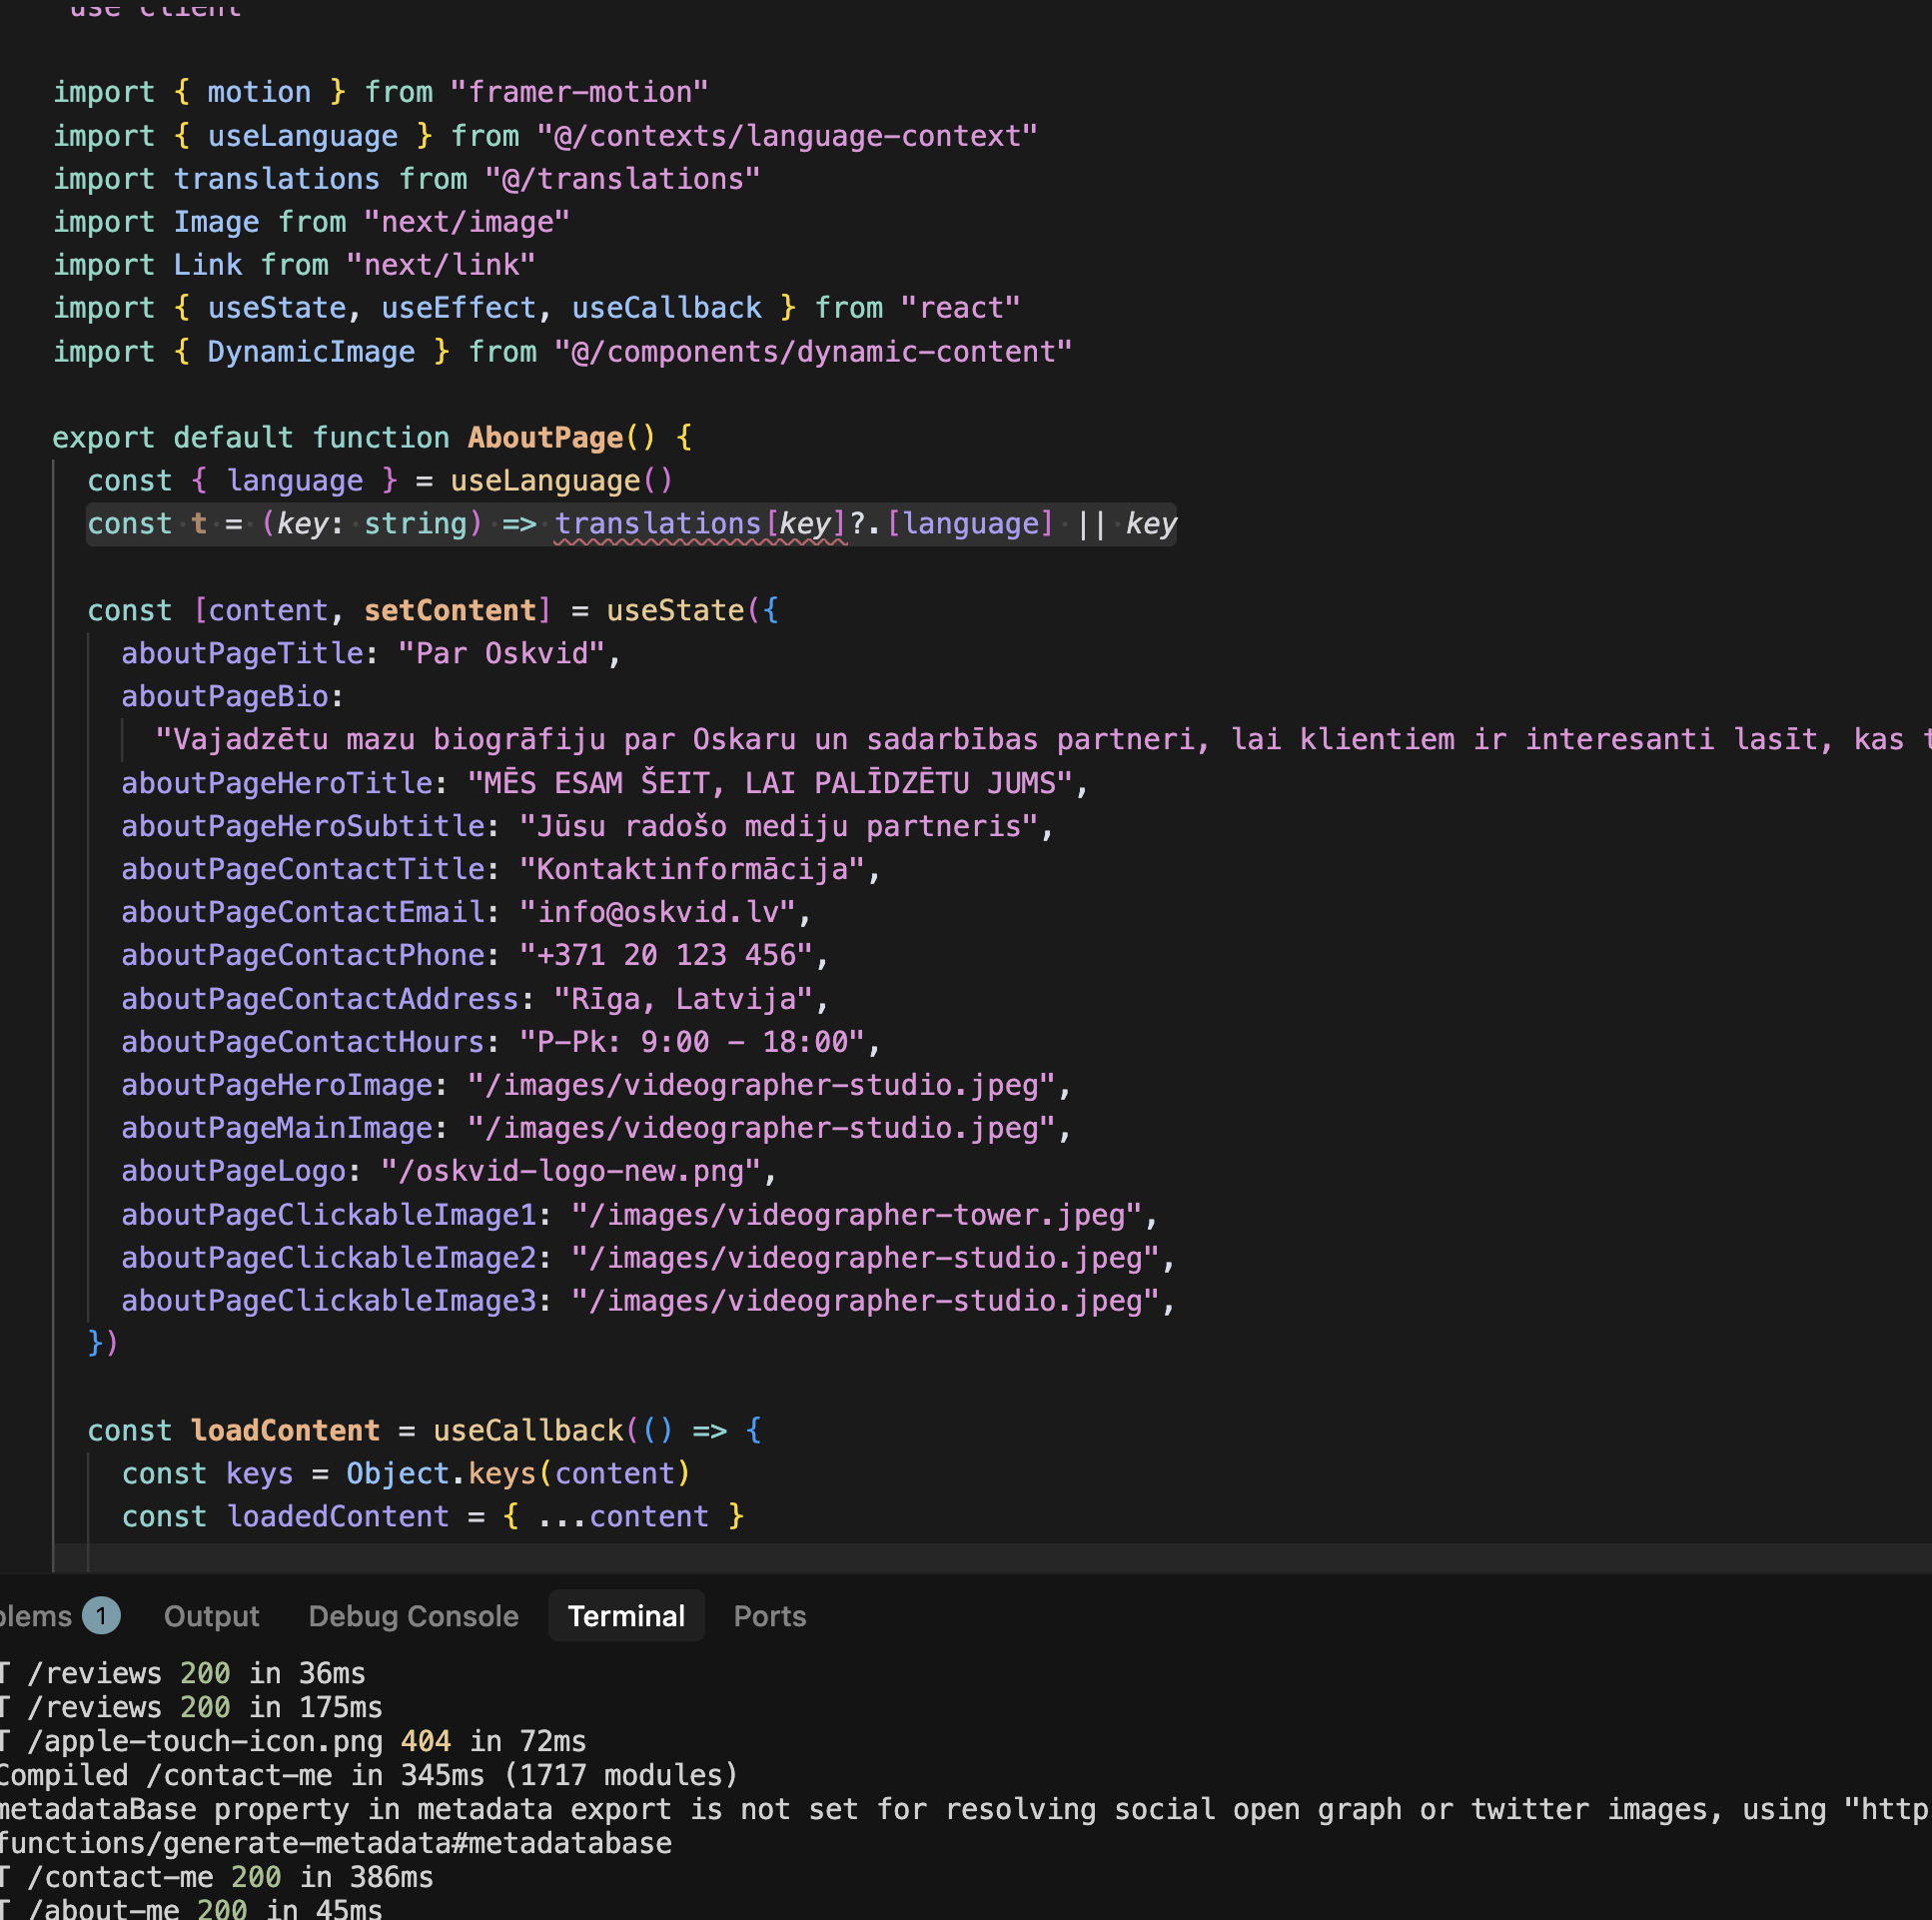 use client
import { motion } from "framer-motion"
import { useLanguage } from "@/contexts/language-context"
import translations from "@/translations"
import Image from "next/image"
import Link from "next/link"
import { useState, useEffect, useCallback } from "react"
import { DynamicImage } from "@/components/dynamic-content"
export default function AboutPage() {
const { language } = useLanguage()
const t = (key: string) => translations[key]?.[language] || key
const [content, setContent] = useState({
aboutPageTitle: "Par Oskvid",
aboutPageBio:
"Vajadzētu mazu biogrāfiju par Oskaru un sadarbības partneri, lai klientiem ir interesanti lasīt, kas
aboutPageHeroTitle: "MĒS ESAM ŠEIT, LAI PALĪDZĒTU JUMS",
aboutPageHeroSubtitle: "Jūsu radošo mediju partneris",
aboutPageContactTitle: "Kontaktinformācija",
aboutPageContactEmail: "info@oskvid.lv",
aboutPageContactPhone: "+371 20 123 456",
aboutPageContactAddress: "Rīga, Latvija",
aboutPageContactHours: "P-Pk: 9:00 - 18:00",
aboutPageHeroImage: "/images/videographer-studio.jpeg",
aboutPageMainImage: "/images/videographer-studio.jpeg",
aboutPageLogo: "/oskvid-logo-new.png",
aboutPageClickableImage1: "/images/videographer-tower.jpeg",
aboutPageClickableImage2: "/images/videographer-studio.jpeg",
aboutPageClickableImage3: "/images/videographer-studio.jpeg",
})
const loadContent = useCallback(() => {
const keys = Object.keys(content)
const loadedContent = { ...content }
blems 1 Output Debug Console Terminal Ports
T /reviews 200 in 36ms
T /reviews 200 in 175ms
T /apple-touch-icon.png 404 in 72ms
Compiled /contact-me in 345ms (1717 modules)
metadataBase property in metadata export is not set for resolving social open graph or twitter images, using "http
functions/generate-metadata#metadatabase
T /contact-me 200 in 386ms
T /about-me 200 in 45ms